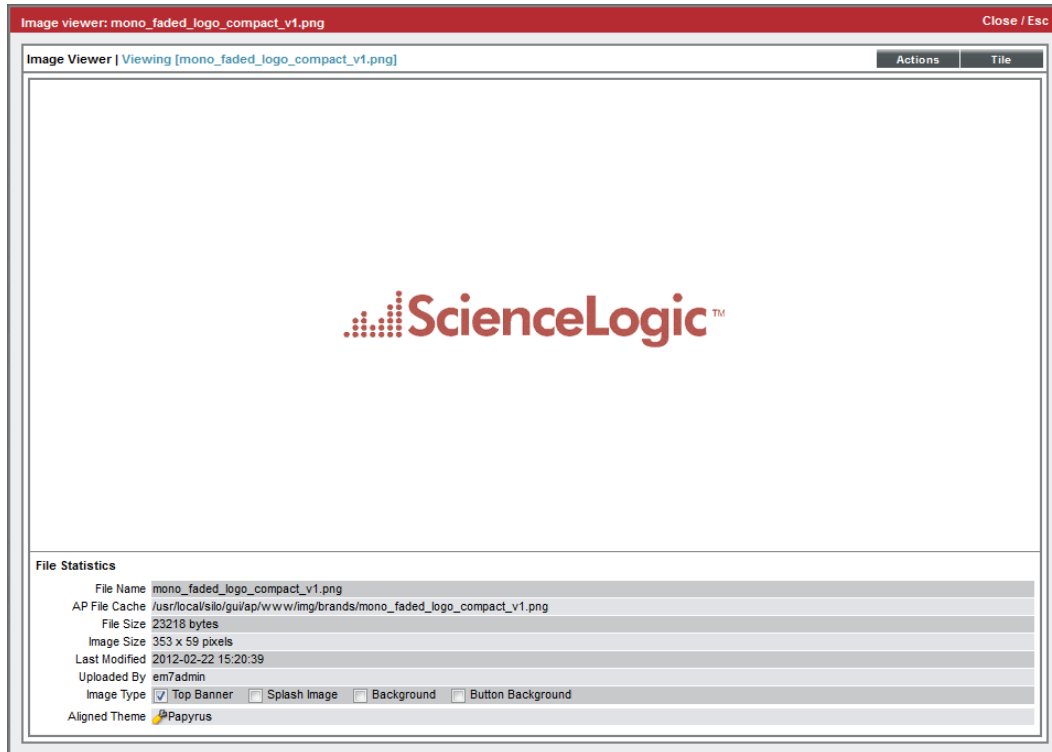 Image viewer: mono_faded_logo_compact_v1.png Close / Esc
Image Viewer | Viewing [mono_faded_logo_compact_v1.png] Actions Tile
ScienceLogic™
File Statistics
File Name mono_faded_logo_compact_v1.png
AP File Cache /usr/local/silo/gui/ap/www/img/brands/mono_faded_logo_compact_v1.png
File Size 23218 bytes
Image Size 353 x 59 pixels
Last Modified 2012-02-22 15:20:39
Uploaded By em7admin
Image Type Top Banner Splash Image Background Button Background
Aligned Theme Papyrus